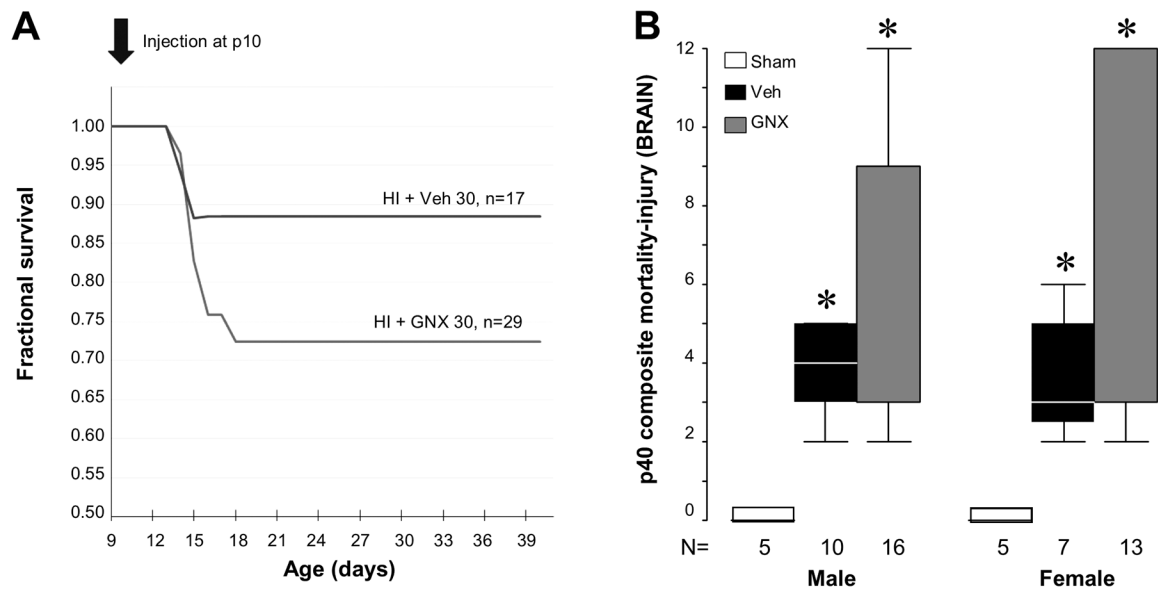 A
Injection at p10
Fractional survival
1.00
0.95
0.90
0.85
0.80
0.75
0.70
0.65
0.60
0.55
0.50
HI + Veh 30, n=17
HI + GNX 30, n=29
9 12 15 18 21 24 27 30 33 36 39
Age (days)
B
p40 composite mortality-injury (BRAIN)
12
10
8
6
4
2
0
Sham
Veh
GNX
*
*
*
*
N= 5 10 16 5 7 13
Male Female